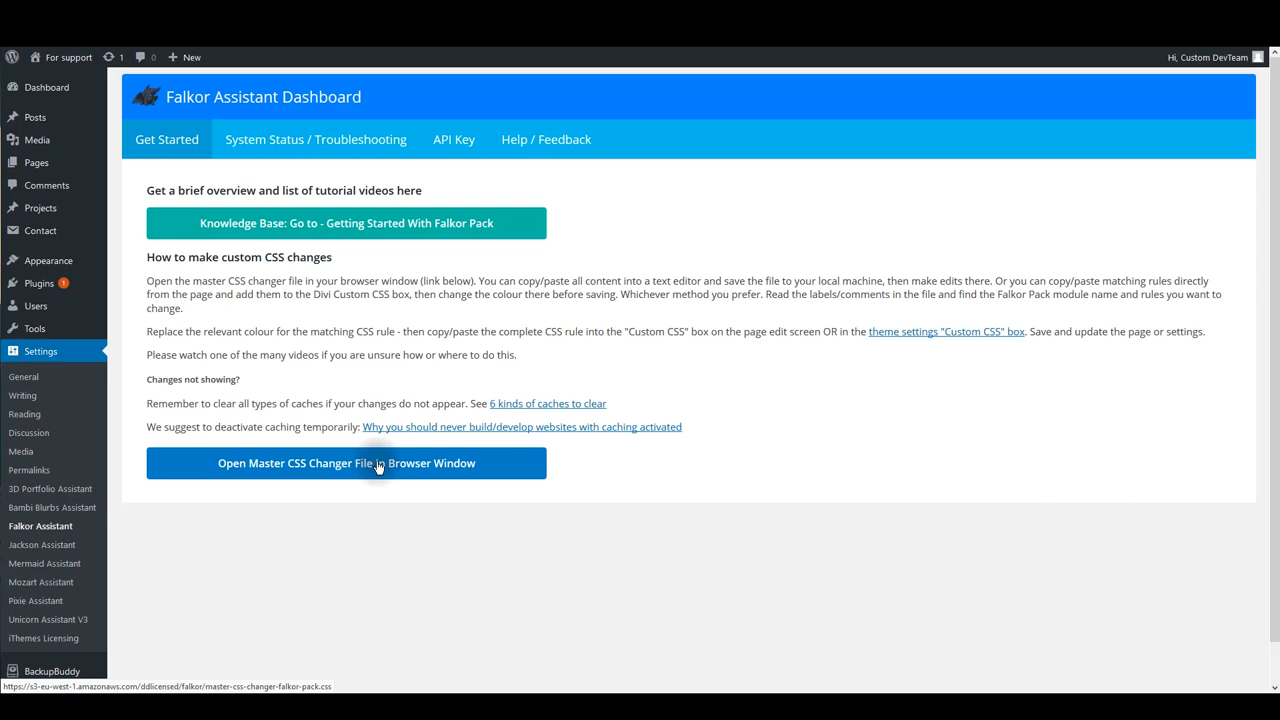 For support 1 0 New Hi, Custom DevTeam
Dashboard
Posts
Media
Pages
Comments
Projects
Contact
Appearance
Plugins 1
Users
Tools
Settings
General
Writing
Reading
Discussion
Media
Permalinks
3D Portfolio Assistant
Bambi Blurbs Assistant
Falkor Assistant
Jackson Assistant
Mermaid Assistant
Mozart Assistant
Pixie Assistant
Unicorn Assistant V3
iThemes Licensing
BackupBuddy
Falkor Assistant Dashboard
Get Started System Status / Troubleshooting API Key Help / Feedback
Get a brief overview and list of tutorial videos here
Knowledge Base: Go to - Getting Started With Falkor Pack
How to make custom CSS changes
Open the master CSS changer file in your browser window (link below). You can copy/paste all content into a text editor and save the file to your local machine, then make edits there. Or you can copy/paste matching rules directly
from the page and add them to the Divi Custom CSS box, then change the colour there before saving. Whichever method you prefer. Read the labels/comments in the file and find the Falkor Pack module name and rules you want to
change.
Replace the relevant colour for the matching CSS rule - then copy/paste the complete CSS rule into the "Custom CSS" box on the page edit screen OR in the theme settings "Custom CSS" box. Save and update the page or settings.
Please watch one of the many videos if you are unsure how or where to do this.
Changes not showing?
Remember to clear all types of caches if your changes do not appear. See 6 kinds of caches to clear
We suggest to deactivate caching temporarily: Why you should never build/develop websites with caching activated
Open Master CSS Changer File in Browser Window
https://s3-eu-west-1.amazonaws.com/ddlicensed/falkor/master-css-changer-falkor-pack.css